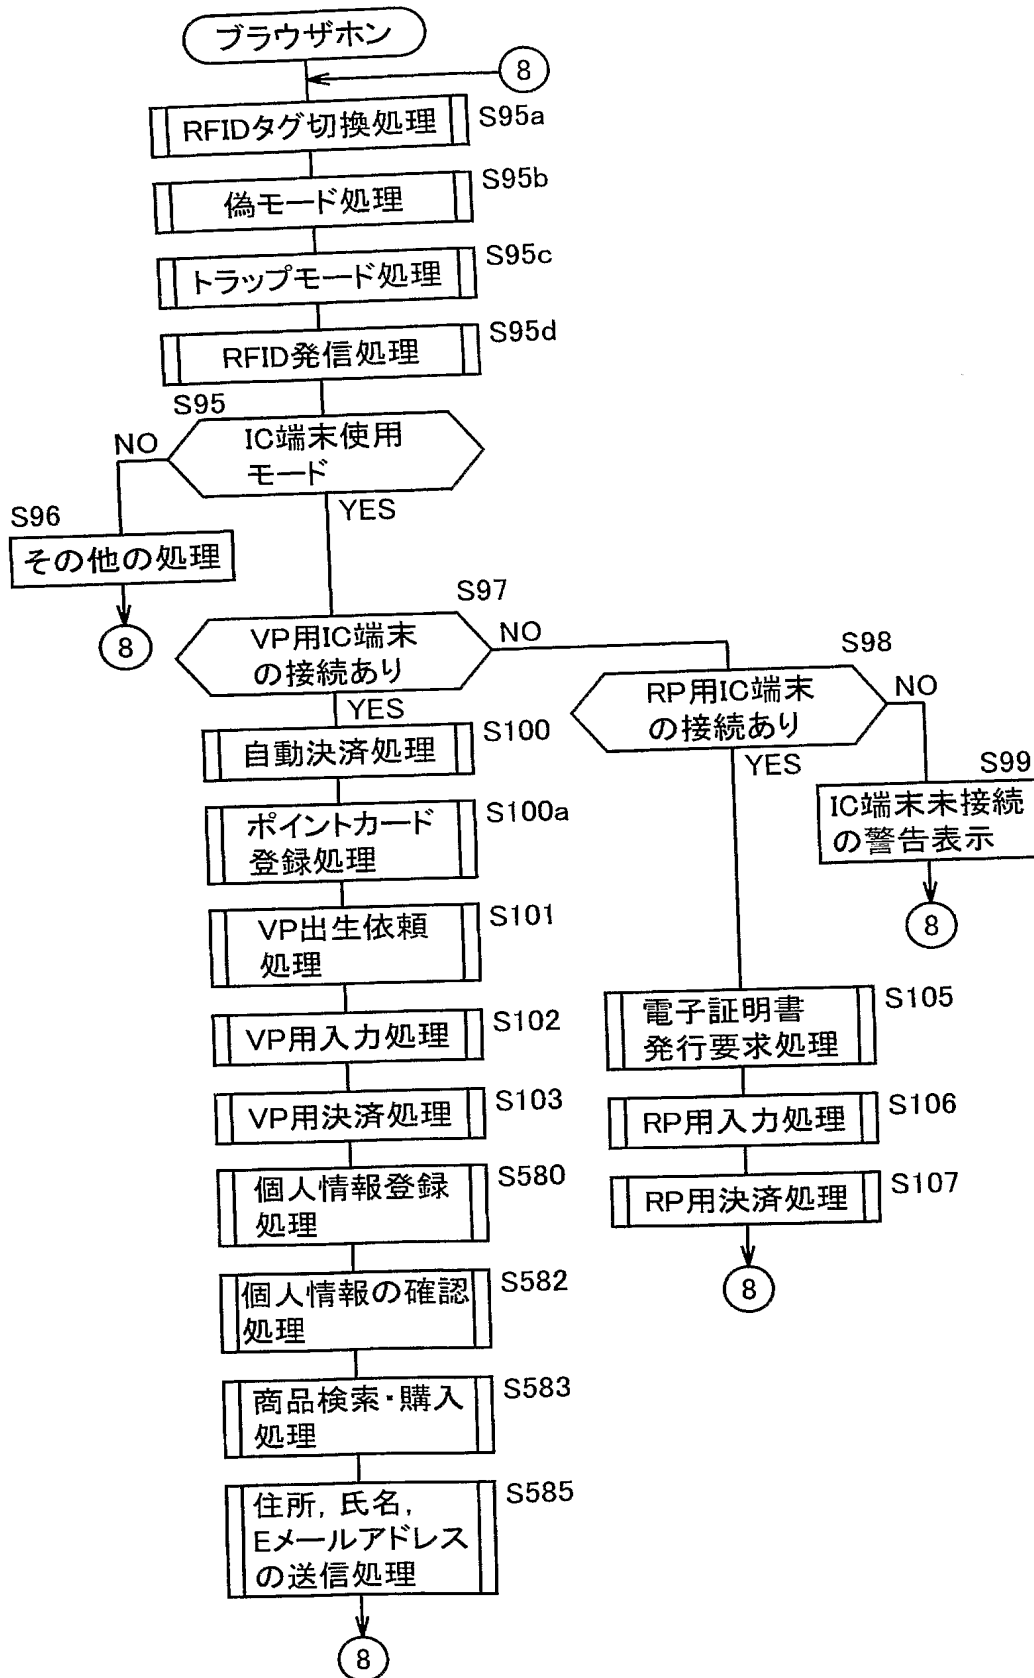 ブラウザホン
8
RFIDタグ切換処理
S95a
偽モード処理
S95b
トラップモード処理
S95c
RFID発信処理
S95d
S95
IC端末使用
モード
NO
YES
S96
その他の処理
8
S97
VP用IC端末
の接続あり
NO
YES
S98
RP用IC端末
の接続あり
NO
YES
S99
IC端末未接続
の警告表示
8
自動決済処理
S100
ポイントカード
登録処理
S100a
VP出生依頼
処理
S101
VP用入力処理
S102
VP用決済処理
S103
個人情報登録
処理
S580
個人情報の確認
処理
S582
商品検索・購入
処理
S583
住所, 氏名,
Eメールアドレス
の送信処理
S585
8
電子証明書
発行要求処理
S105
RP用入力処理
S106
RP用決済処理
S107
8